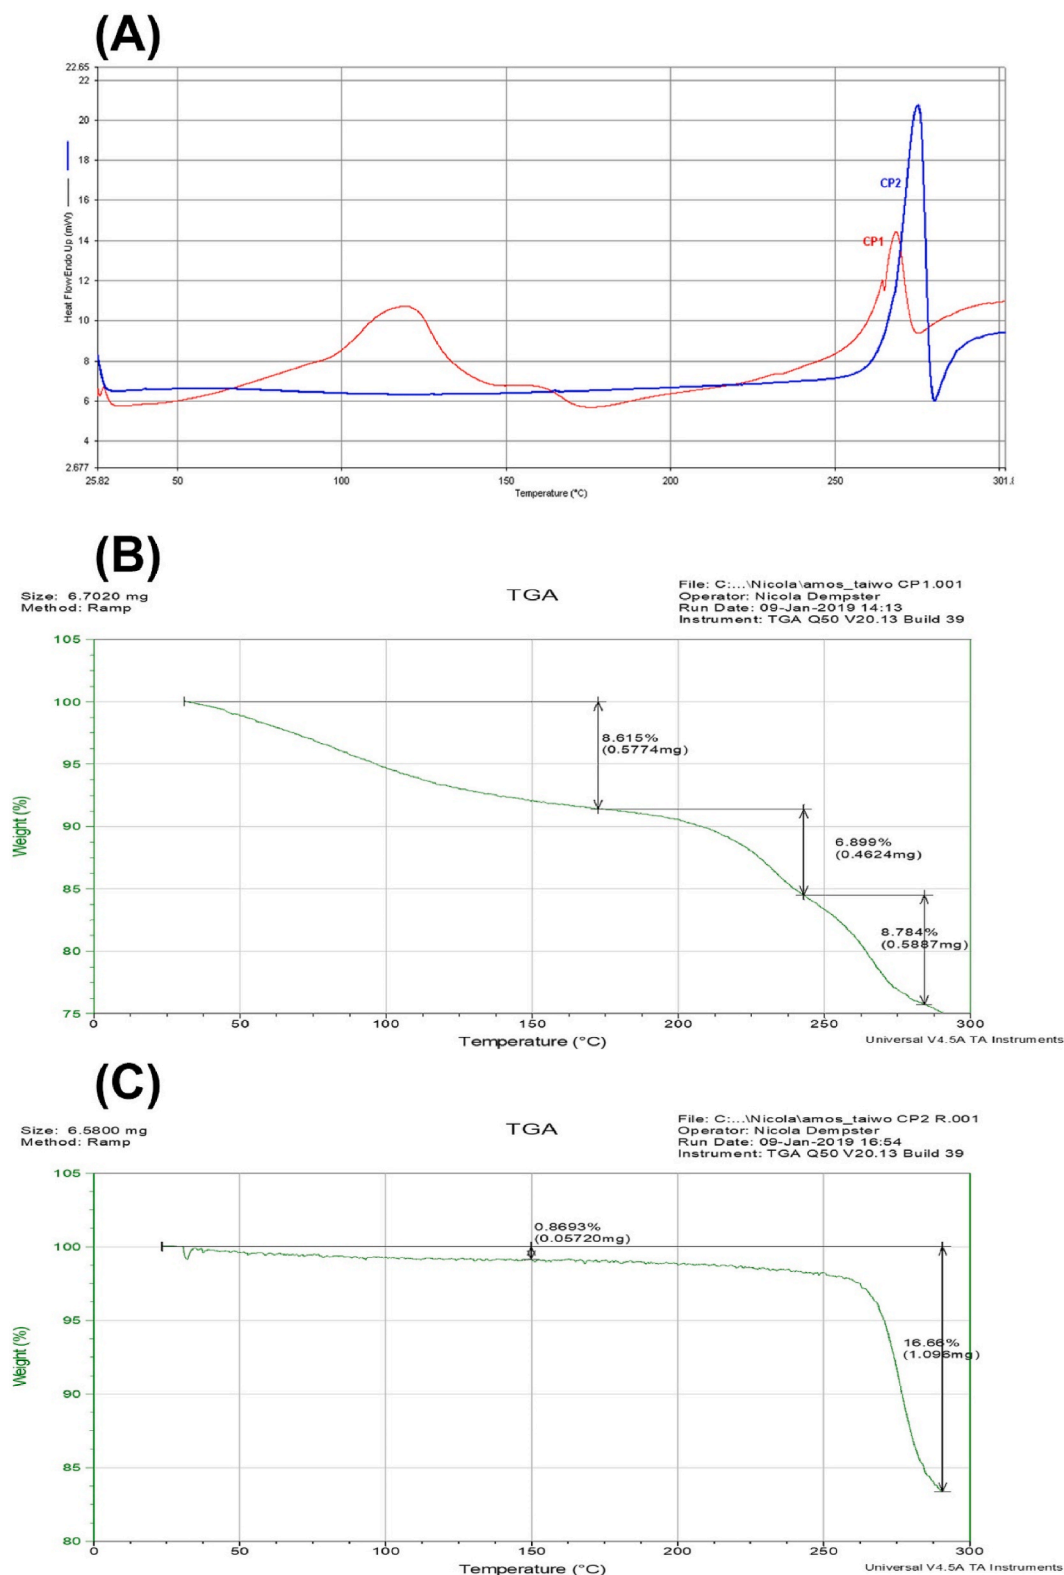 (A)
22.65
22
20
18
16
14
12
10
8
6
4
2.677
Heat Flow Endo Up (mW)
CP2
CP1
25.82 50 100 150 200 250
Temperature (°C)
(B)
Size: 6.7020 mg
Method: Ramp
TGA
File: C:...\Nicola\amos_taiwo CP1.001
Operator: Nicola Dempster
Run Date: 09-Jan-2019 14:13
Instrument: TGA Q50 V20.13 Build 39
105
100
95
90
85
80
75
Weight (%)
8.615%
(0.5774mg)
6.899%
(0.4624mg)
8.784%
(0.5887mg)
0 50 100 150 200 250 300
Temperature (°C)
Universal V4.5A TA Instruments
(C)
Size: 6.5800 mg
Method: Ramp
TGA
File: C:...\Nicola\amos_taiwo CP2 R.001
Operator: Nicola Dempster
Run Date: 09-Jan-2019 16:54
Instrument: TGA Q50 V20.13 Build 39
105
100
95
90
85
80
Weight (%)
0.8693%
(0.05720mg)
16.66%
(1.096mg)
0 50 100 150 200 250 300
Temperature (°C)
Universal V4.5A TA Instruments